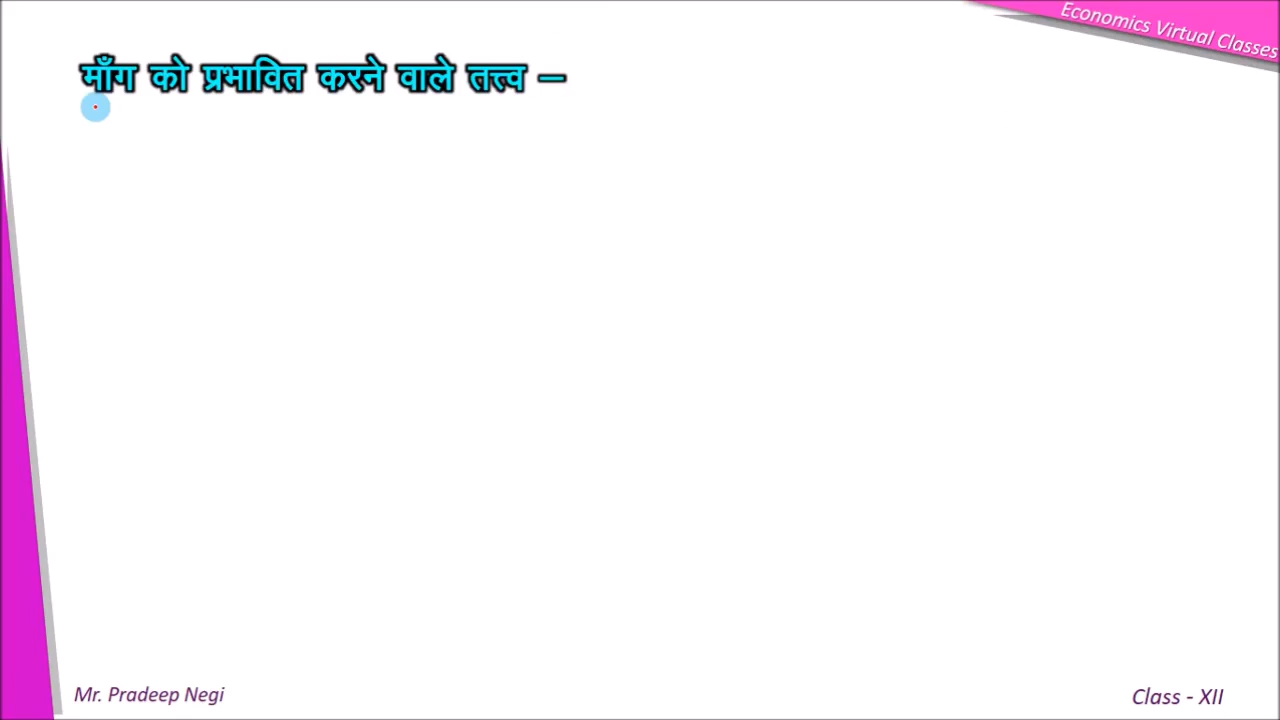 Economics Virtual Classes
माँग को प्रभावित करने वाले तत्त्व –
Mr. Pradeep Negi
Class - XII